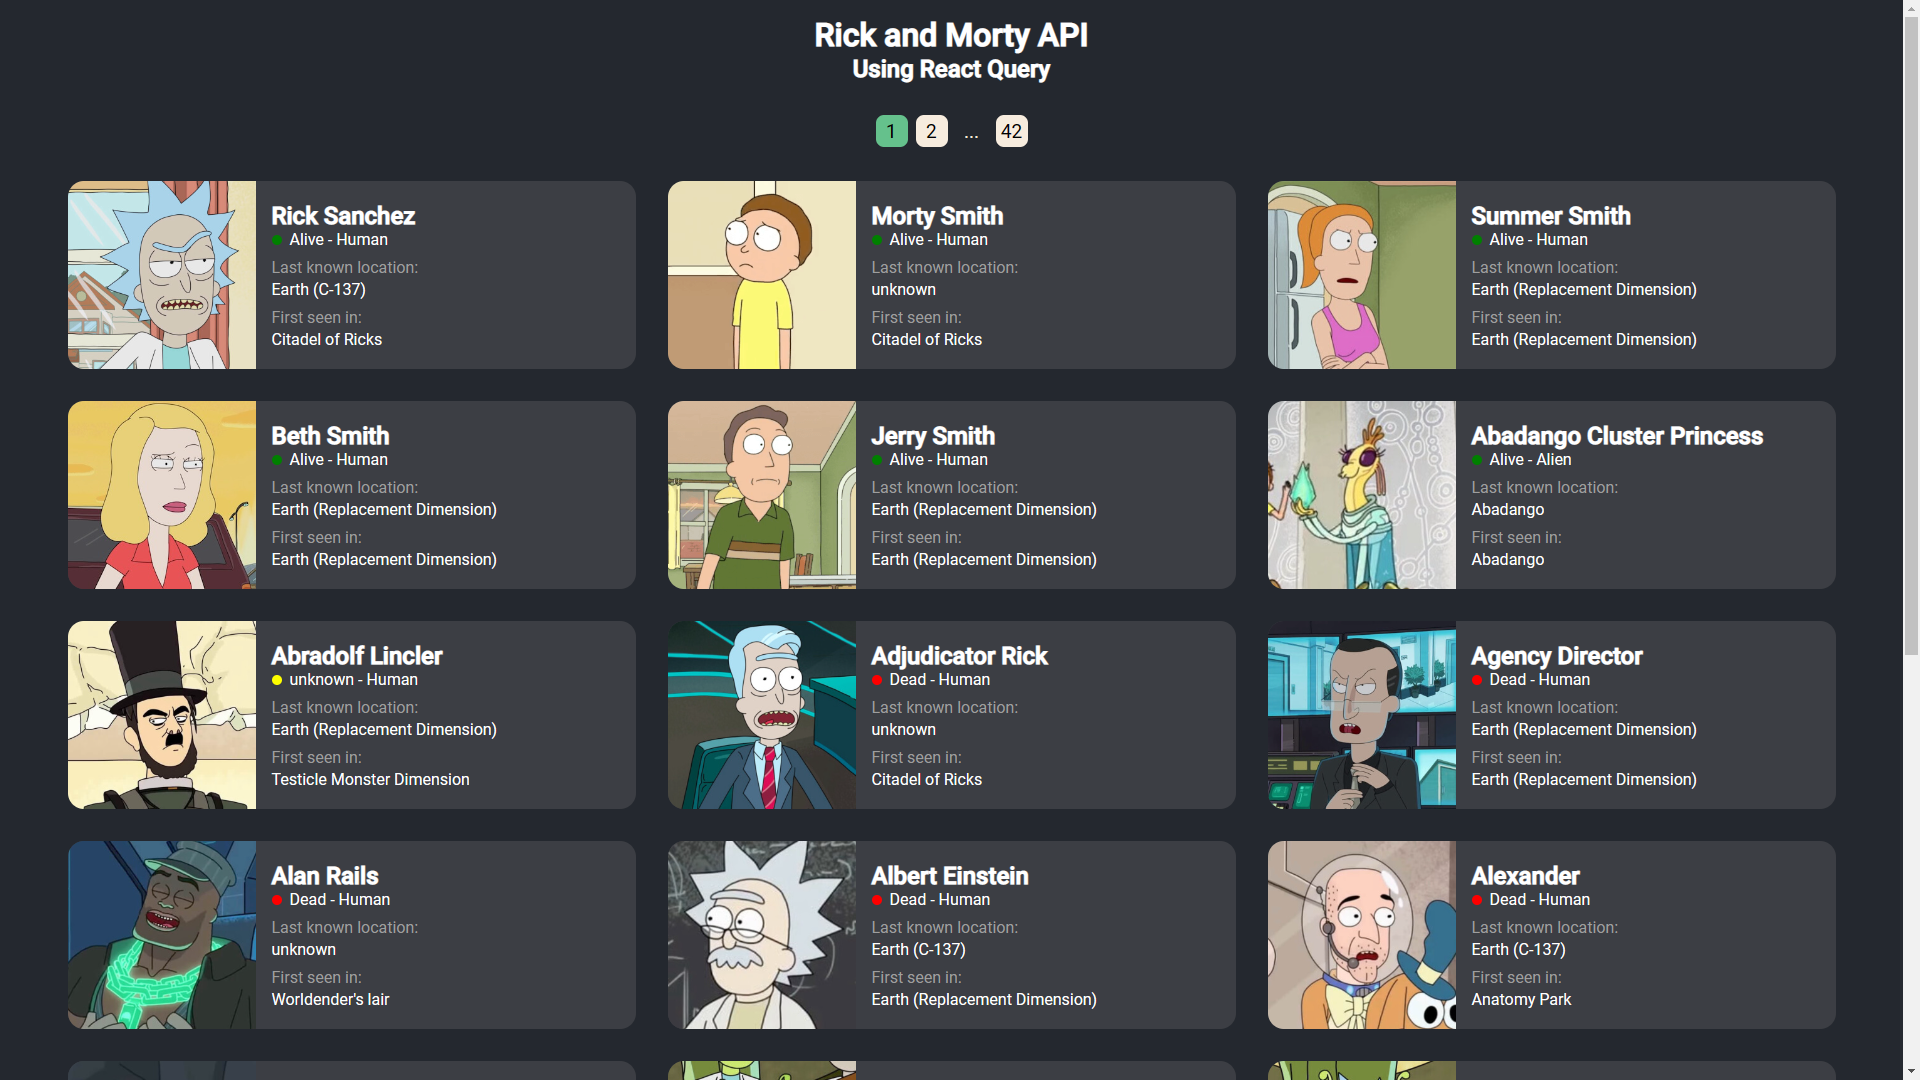 Rick and Morty API
Using React Query
1 2 ... 42
Rick Sanchez
Alive - Human
Last known location:
Earth (C-137)
First seen in:
Citadel of Ricks
Morty Smith
Alive - Human
Last known location:
unknown
First seen in:
Citadel of Ricks
Summer Smith
Alive - Human
Last known location:
Earth (Replacement Dimension)
First seen in:
Earth (Replacement Dimension)
Beth Smith
Alive - Human
Last known location:
Earth (Replacement Dimension)
First seen in:
Earth (Replacement Dimension)
Jerry Smith
Alive - Human
Last known location:
Earth (Replacement Dimension)
First seen in:
Earth (Replacement Dimension)
Abadango Cluster Princess
Alive - Alien
Last known location:
Abadango
First seen in:
Abadango
Abradolf Lincler
unknown - Human
Last known location:
Earth (Replacement Dimension)
First seen in:
Testicle Monster Dimension
Adjudicator Rick
Dead - Human
Last known location:
unknown
First seen in:
Citadel of Ricks
Agency Director
Dead - Human
Last known location:
Earth (Replacement Dimension)
First seen in:
Earth (Replacement Dimension)
Alan Rails
Dead - Human
Last known location:
unknown
First seen in:
Worldender's lair
Albert Einstein
Dead - Human
Last known location:
Earth (C-137)
First seen in:
Earth (Replacement Dimension)
Alexander
Dead - Human
Last known location:
Earth (C-137)
First seen in:
Anatomy Park